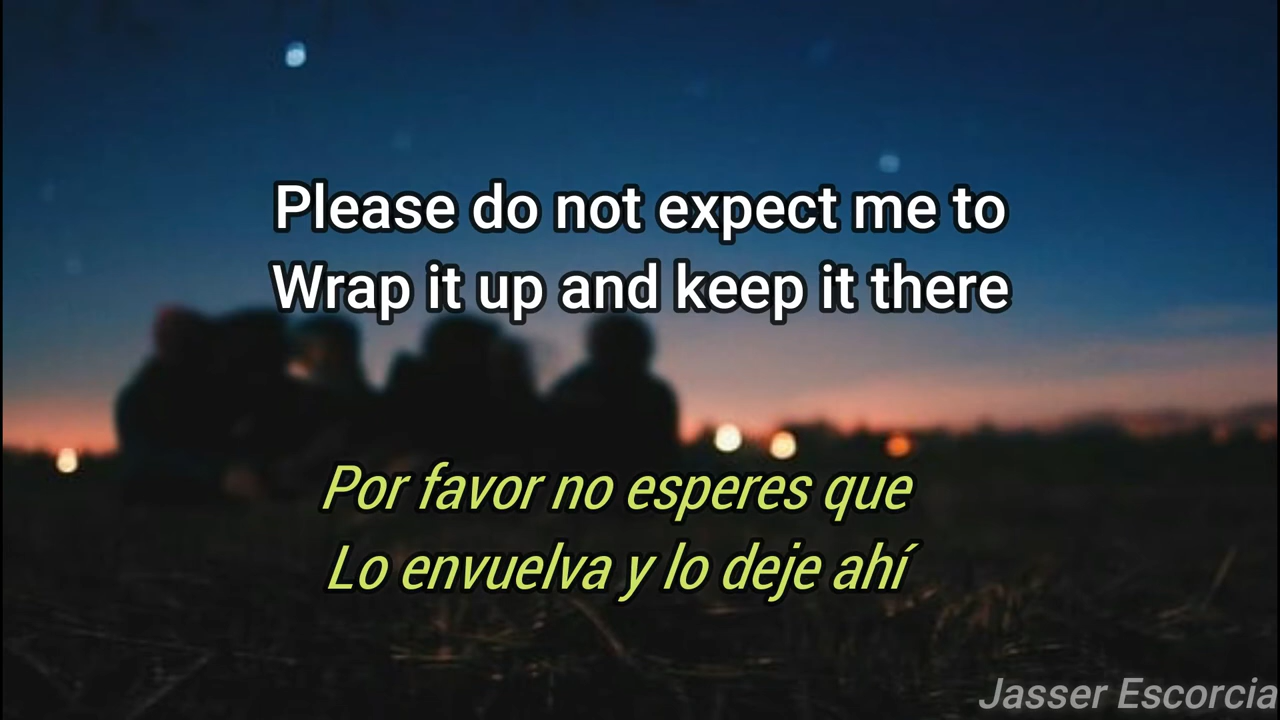 Please do not expect me to
Wrap it up and keep it there
Por favor no esperes que
Lo envuelva y lo deje ahí
Jasser Escorcia